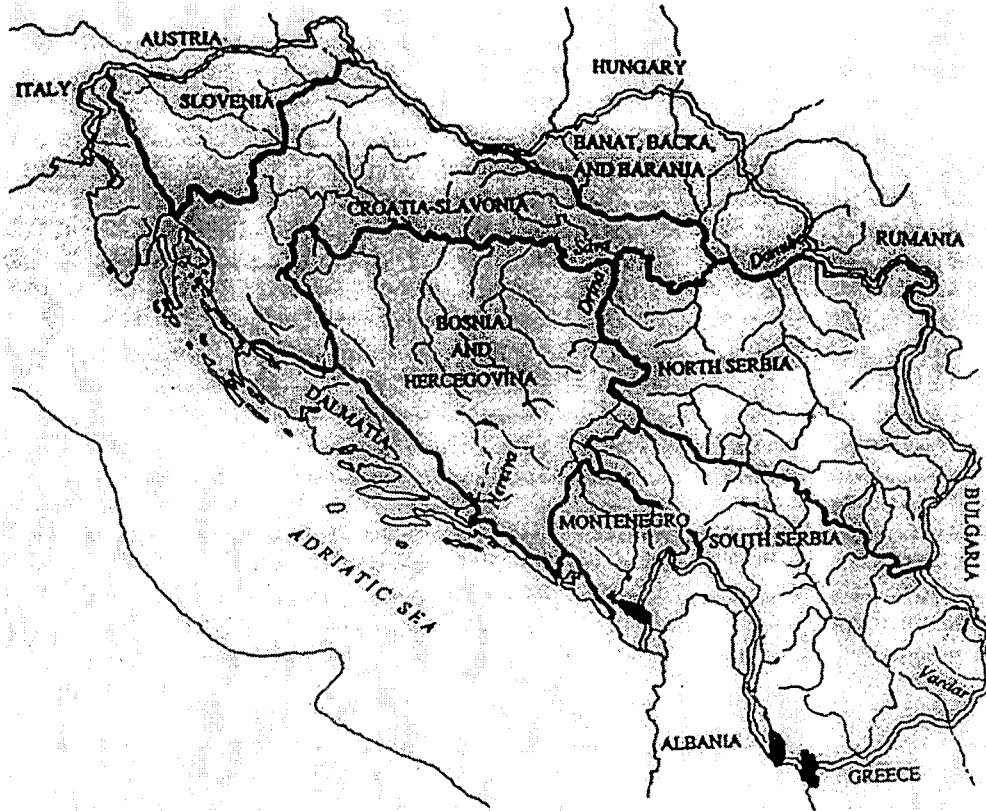 AUSTRIA
HUNGARY
ITALY
SLOVENIA
BANAT, BACKA,
AND BARANJA
CROATIA-SLAVONIA
RUMANIA
Sava
Danube
Drina
BOSNIA
AND
HERCEGOVINA
NORTH SERBIA
DALMATIA
Neretva
MONTENEGRO
SOUTH SERBIA
BULGARIA
ADRIATIC SEA
Vardar
ALBANIA
GREECE